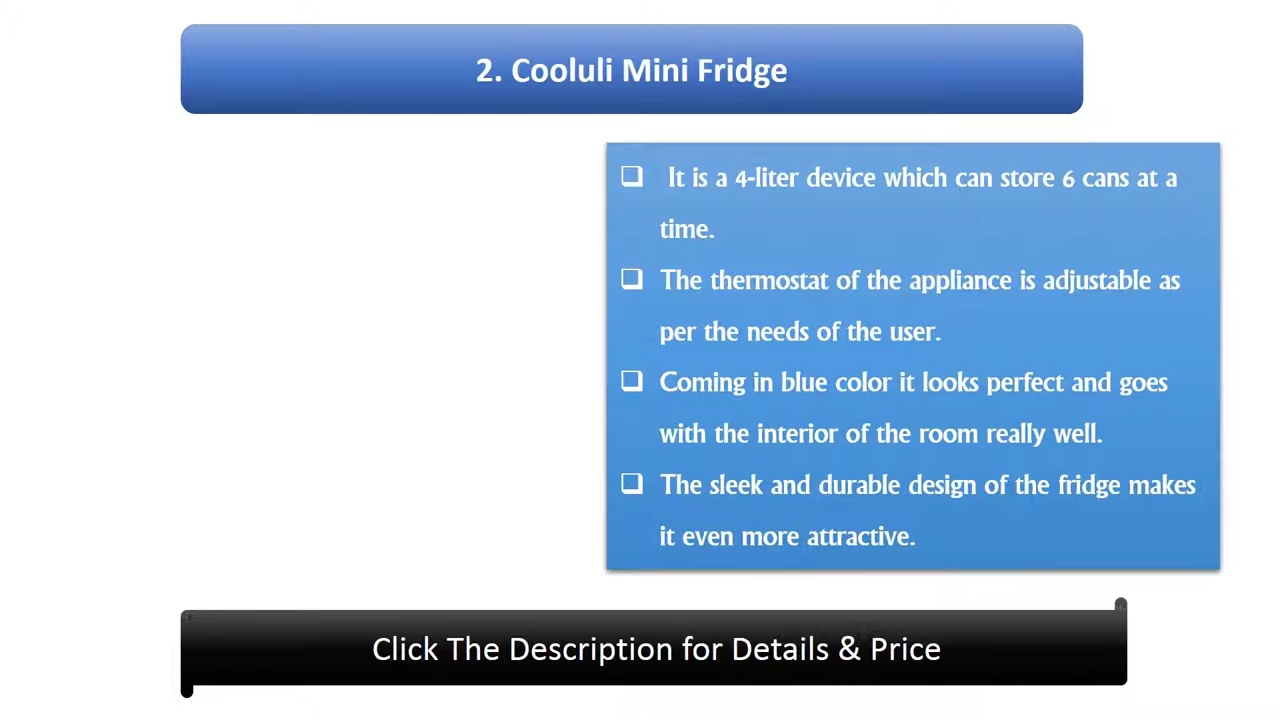 2. Cooluli Mini Fridge
It is a 4-liter device which can store 6 cans at a
time.
The thermostat of the appliance is adjustable as
per the needs of the user.
Coming in blue color it looks perfect and goes
with the interior of the room really well.
The sleek and durable design of the fridge makes
it even more attractive.
Click The Description for Details & Price